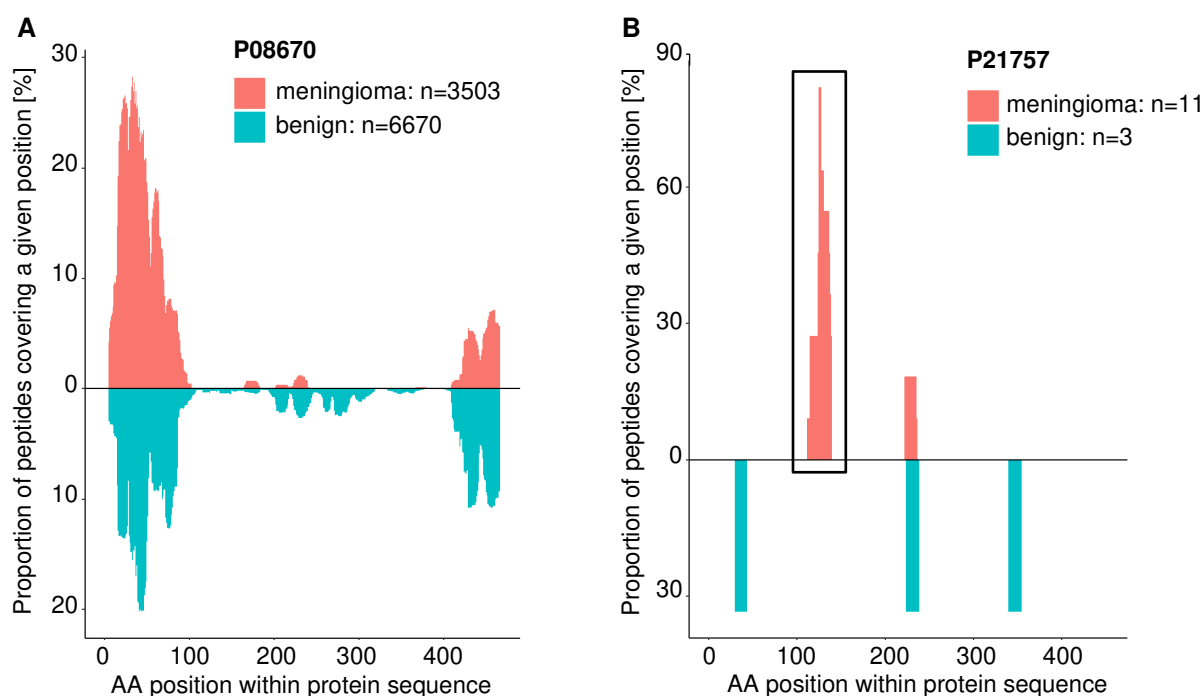 A
P08670
meningioma: n=3503
benign: n=6670
Proportion of peptides covering a given position [%]
30
20
10
0
10
20
0 100 200 300 400
AA position within protein sequence
B
P21757
meningioma: n=11
benign: n=3
Proportion of peptides covering a given position [%]
90
60
30
0
30
0 100 200 300 400
AA position within protein sequence